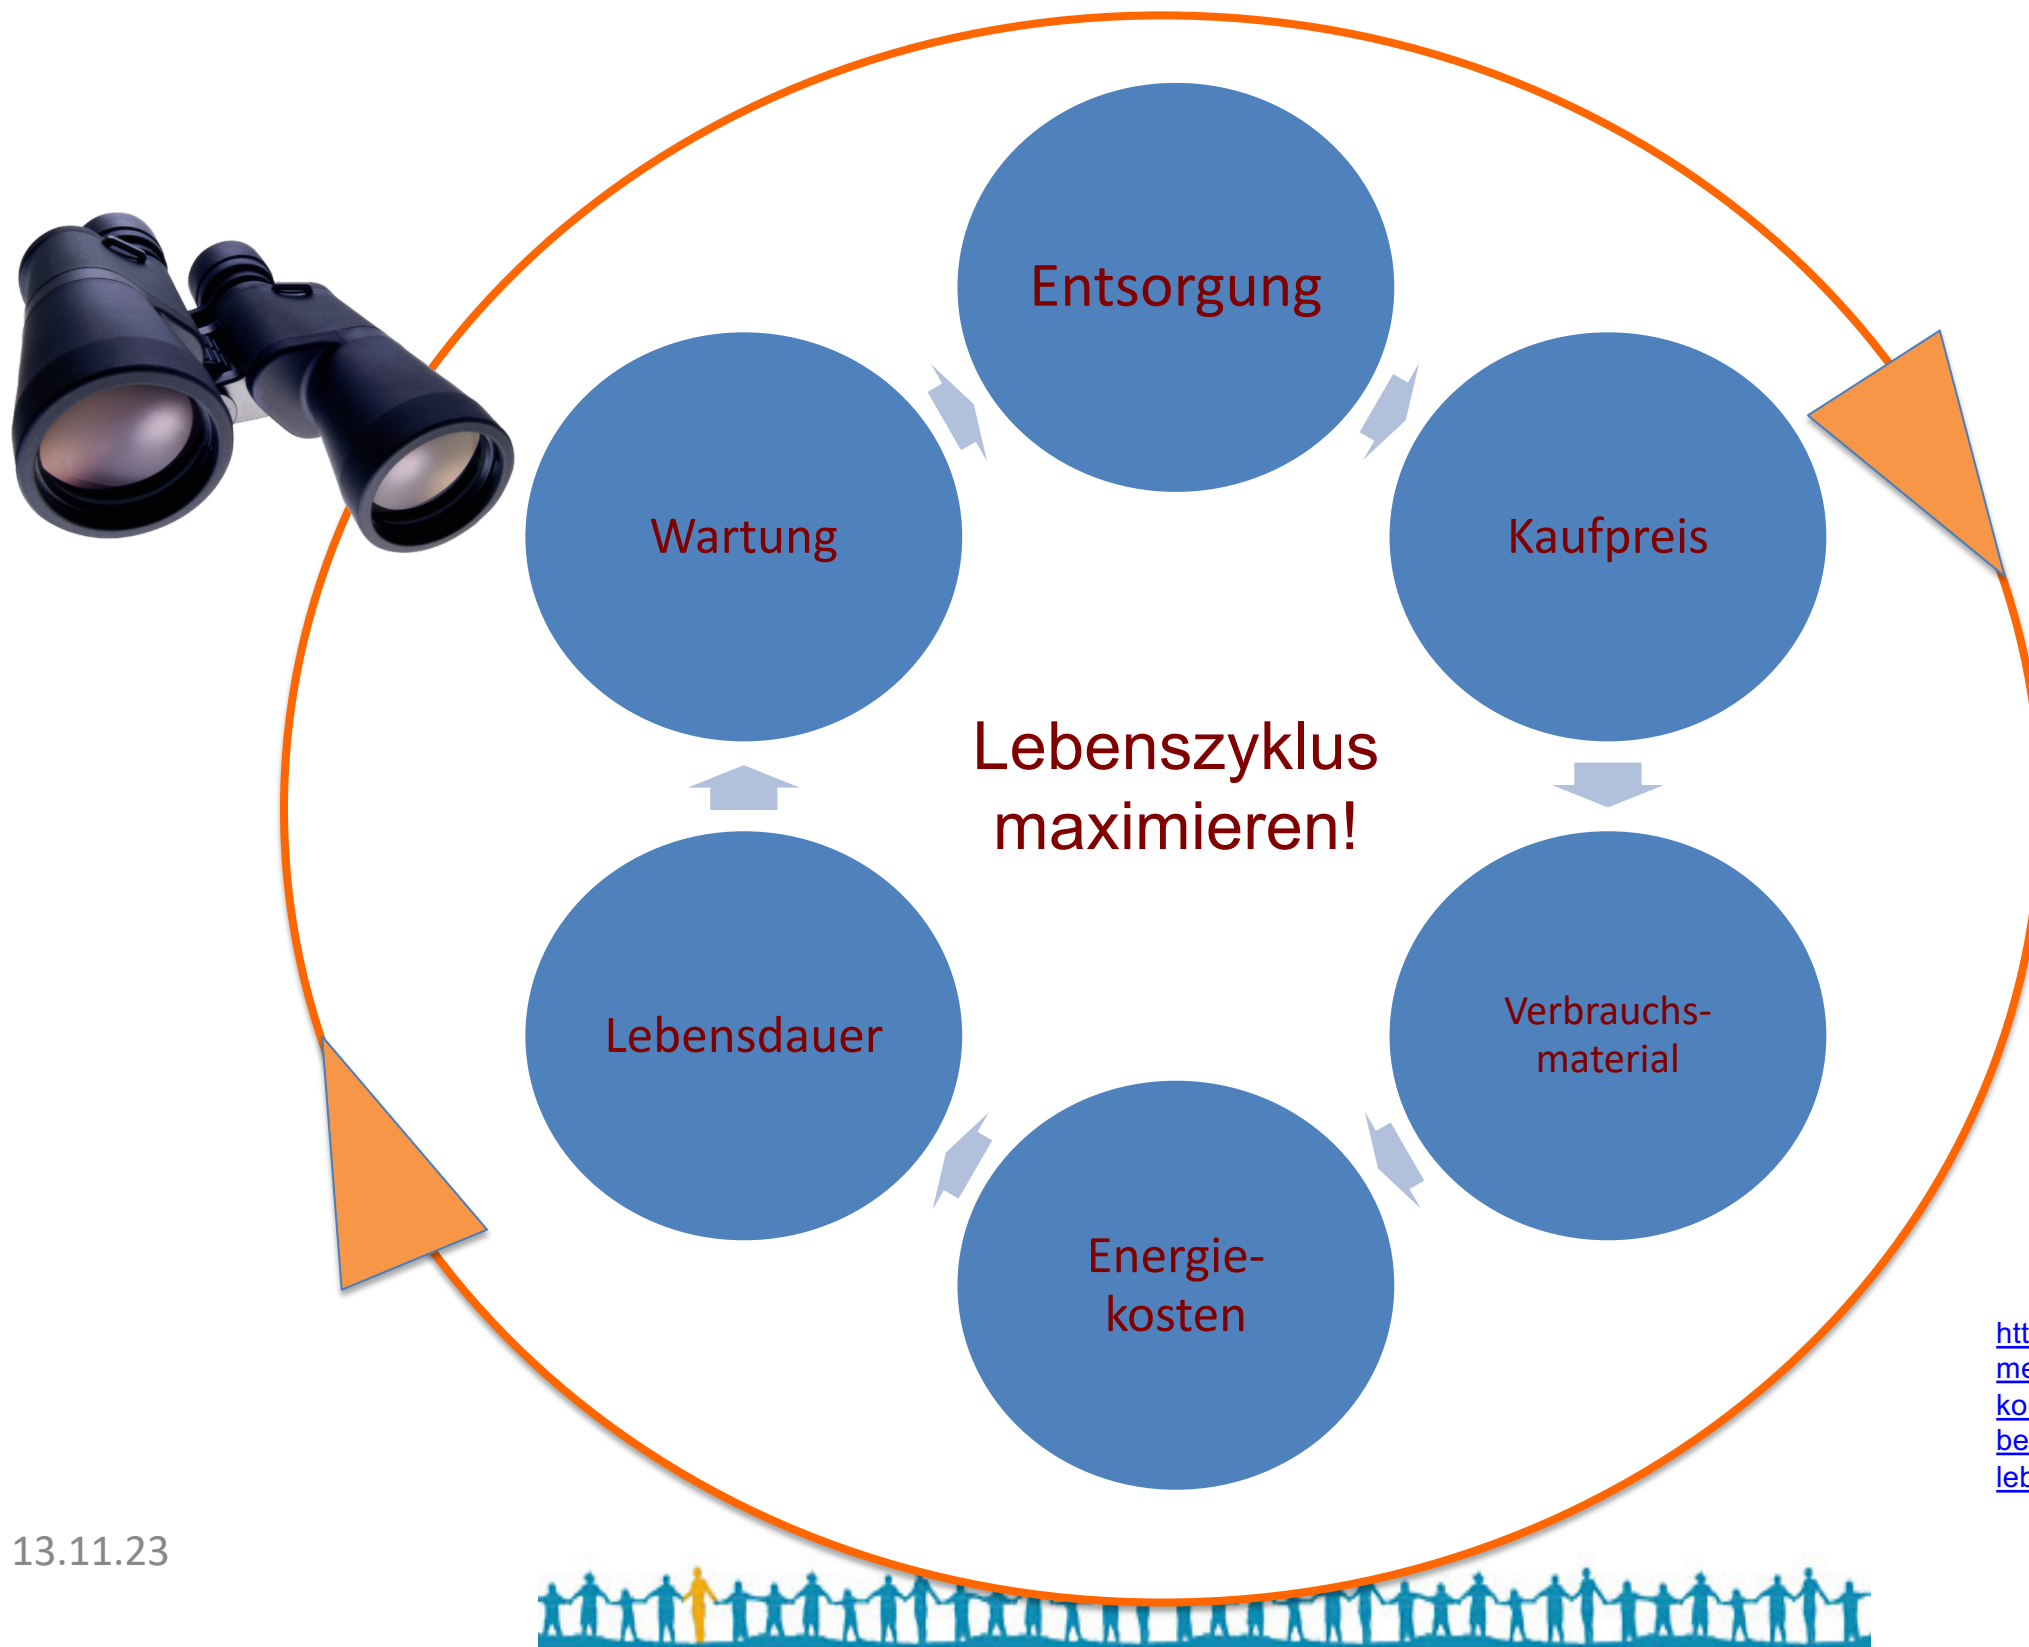 Entsorgung
Wartung
Kaufpreis
Lebenszyklus
maximieren!
Lebensdauer
Verbrauchs-
material
Energie-
kosten
13.11.23